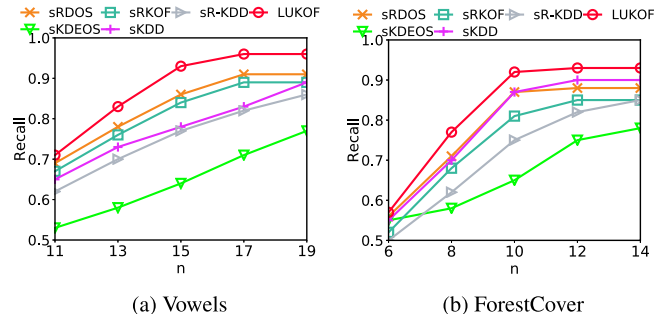 sRDOS sRKOF sR-KDD LUKOF
sKDEOS sKDD
1.0
0.9
0.8
0.7
0.6
0.5
Recall
11 13 15 17 19
n
(a) Vowels
sRDOS sRKOF sR-KDD LUKOF
sKDEOS sKDD
1.0
0.9
0.8
0.7
0.6
0.5
Recall
6 8 10 12 14
n
(b) ForestCover